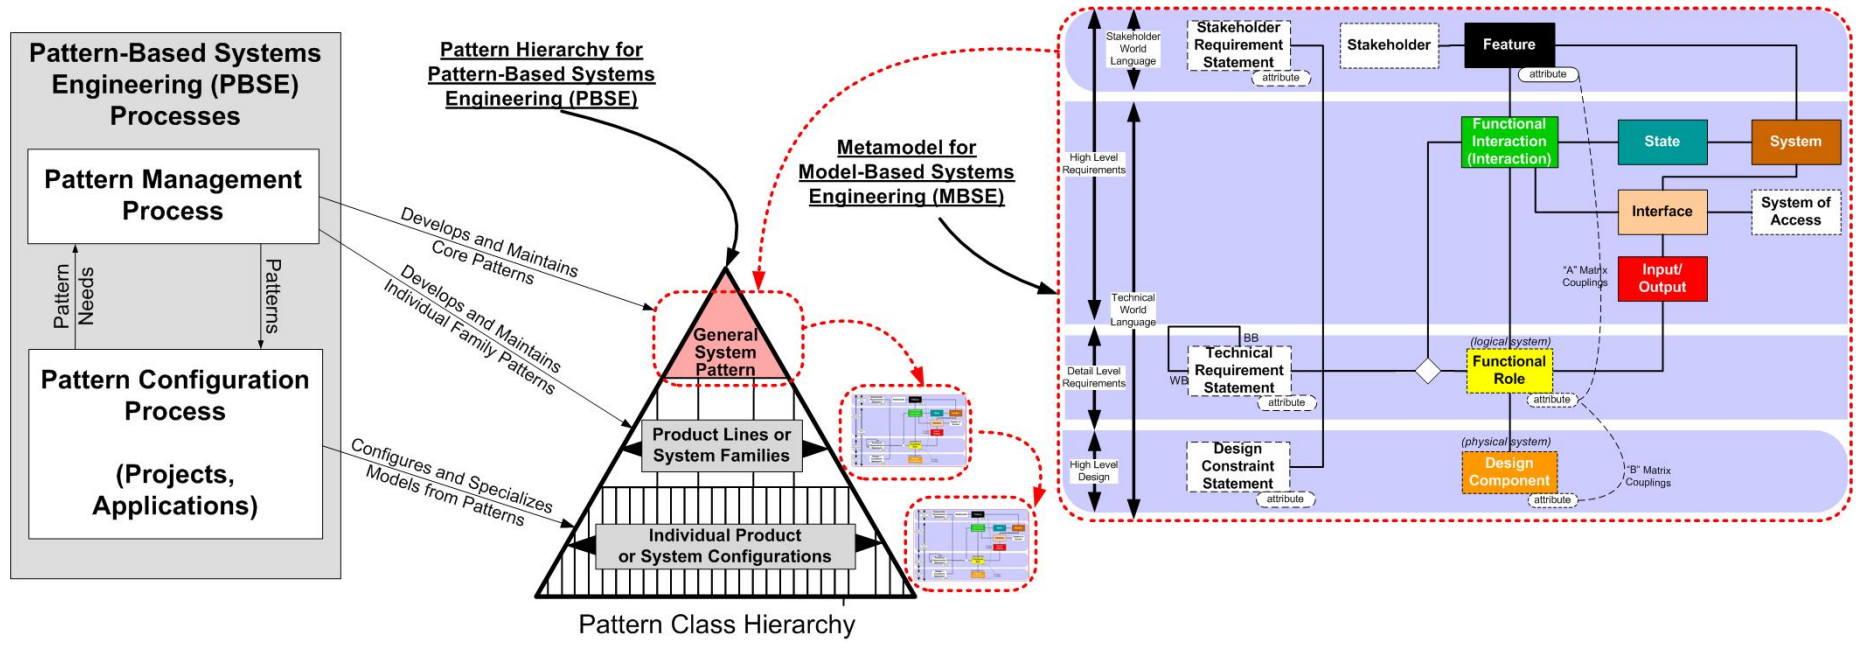 Pattern-Based Systems
Engineering (PBSE)
Processes
Pattern Management
Process
Pattern
Needs
Patterns
Pattern Configuration
Process
(Projects,
Applications)
Pattern Hierarchy for
Pattern-Based Systems
Engineering (PBSE)
Develops and Maintains
Core Patterns
Develops and Maintains
Individual Family Patterns
Configures and Specializes
Models from Patterns
General
System
Pattern
Product Lines or
System Families
Individual Product
or System Configurations
Pattern Class Hierarchy
Metamodel for
Model-Based Systems
Engineering (MBSE)
Stakeholder
World
Language
High Level
Requirements
Technical
World
Language
Detail Level
Requirements
High Level
Design
Stakeholder
Requirement
Statement
attribute
Stakeholder
Feature
attribute
Functional
Interaction
(Interaction)
State
System
Interface
System of
Access
"A" Matrix
Couplings
Input/
Output
BB
WB
Technical
Requirement
Statement
attribute
(logical system)
Functional
Role
attribute
Design
Constraint
Statement
attribute
(physical system)
Design
Component
attribute
"B" Matrix
Couplings